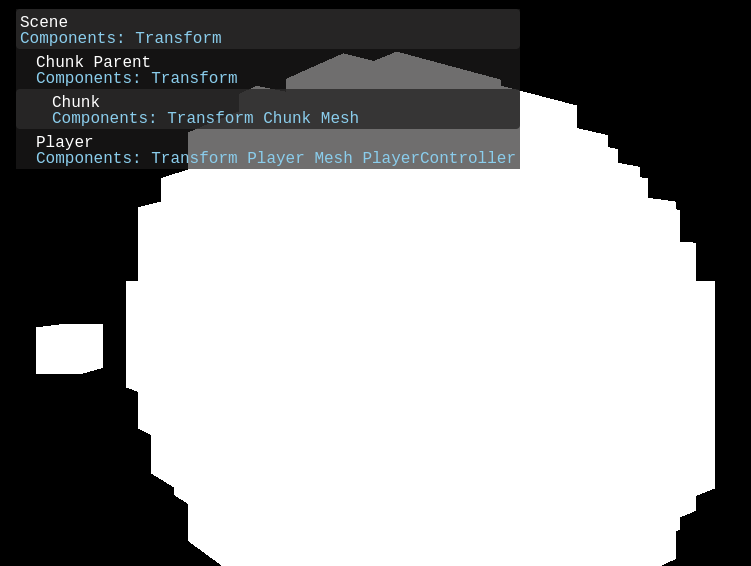 Scene
Components: Transform
Chunk Parent
Components: Transform
Chunk
Components: Transform Chunk Mesh
Player
Components: Transform Player Mesh PlayerController